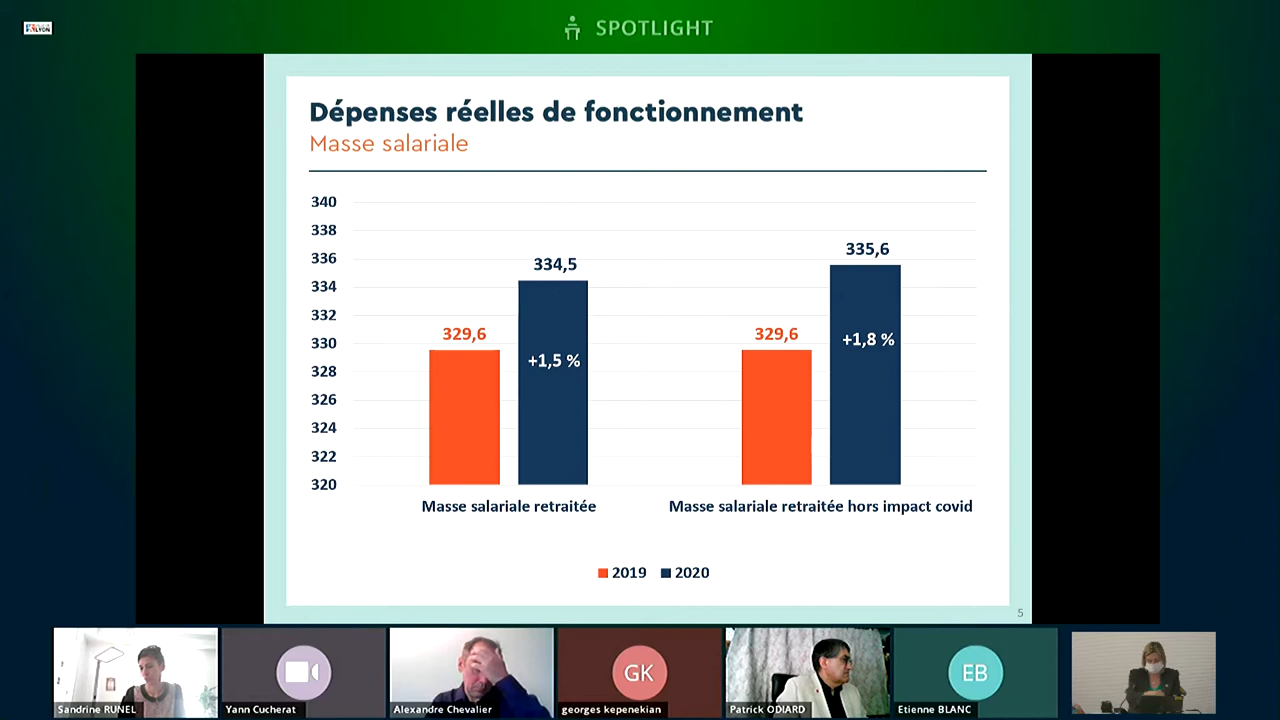 LYON
SPOTLIGHT
Dépenses réelles de fonctionnement
Masse salariale
340
338
336
334
332
330
328
326
324
322
320
329,6
334,5
+1,5 %
329,6
335,6
+1,8 %
Masse salariale retraitée
Masse salariale retraitée hors impact covid
2019 2020
5
GK
EB
Sandrine RUNEL
Yann Cucherat
Alexandre Chevalier
georges kepenekian
Patrick ODIARD
Etienne BLANC